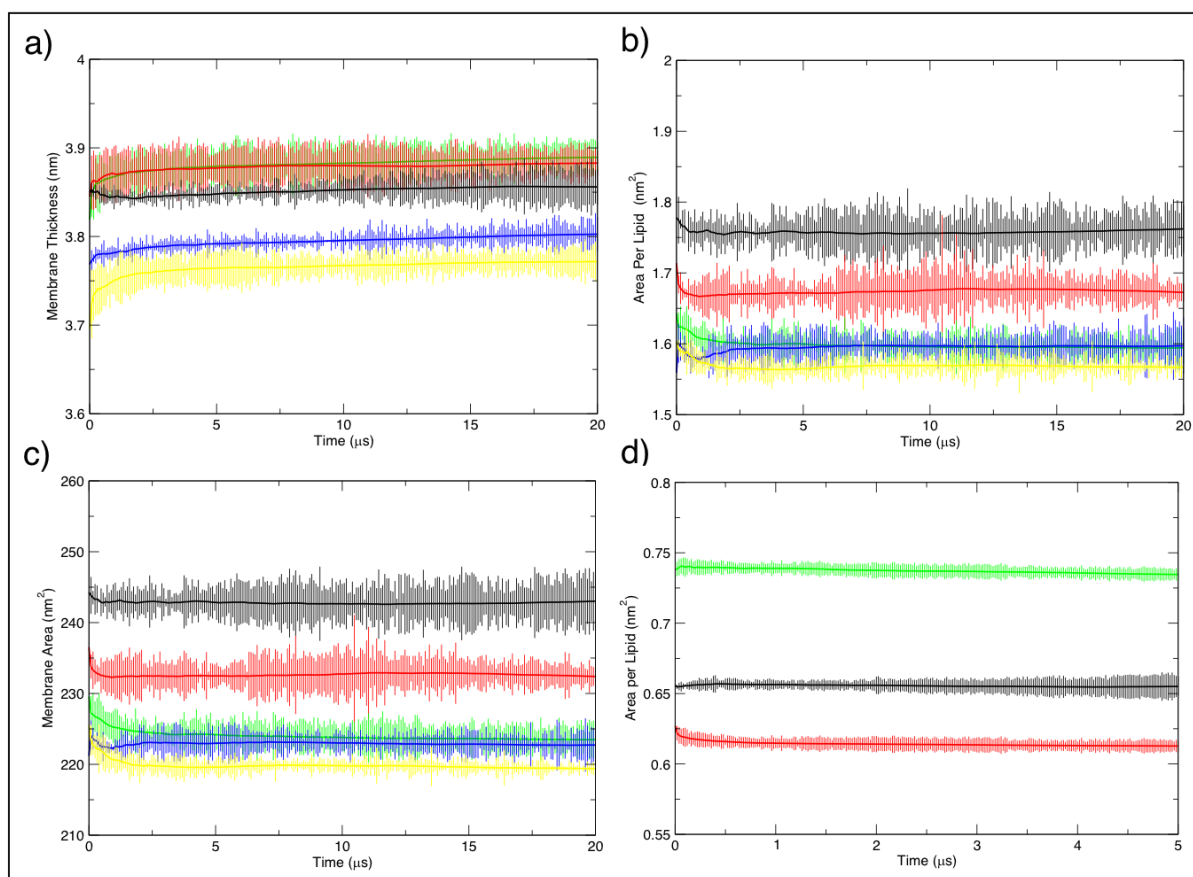 a)
4
3.9
3.8
3.7
3.6
Membrane Thickness (nm)
0 5 10 15 20
Time (μs)
b)
2
1.9
1.8
1.7
1.6
1.5
Area Per Lipid (nm²)
0 5 10 15 20
Time (μs)
c)
260
250
240
230
220
210
Membrane Area (nm²)
0 5 10 15 20
Time (μs)
d)
0.8
0.75
0.7
0.65
0.6
0.55
Area per Lipid (nm²)
0 1 2 3 4 5
Time (μs)